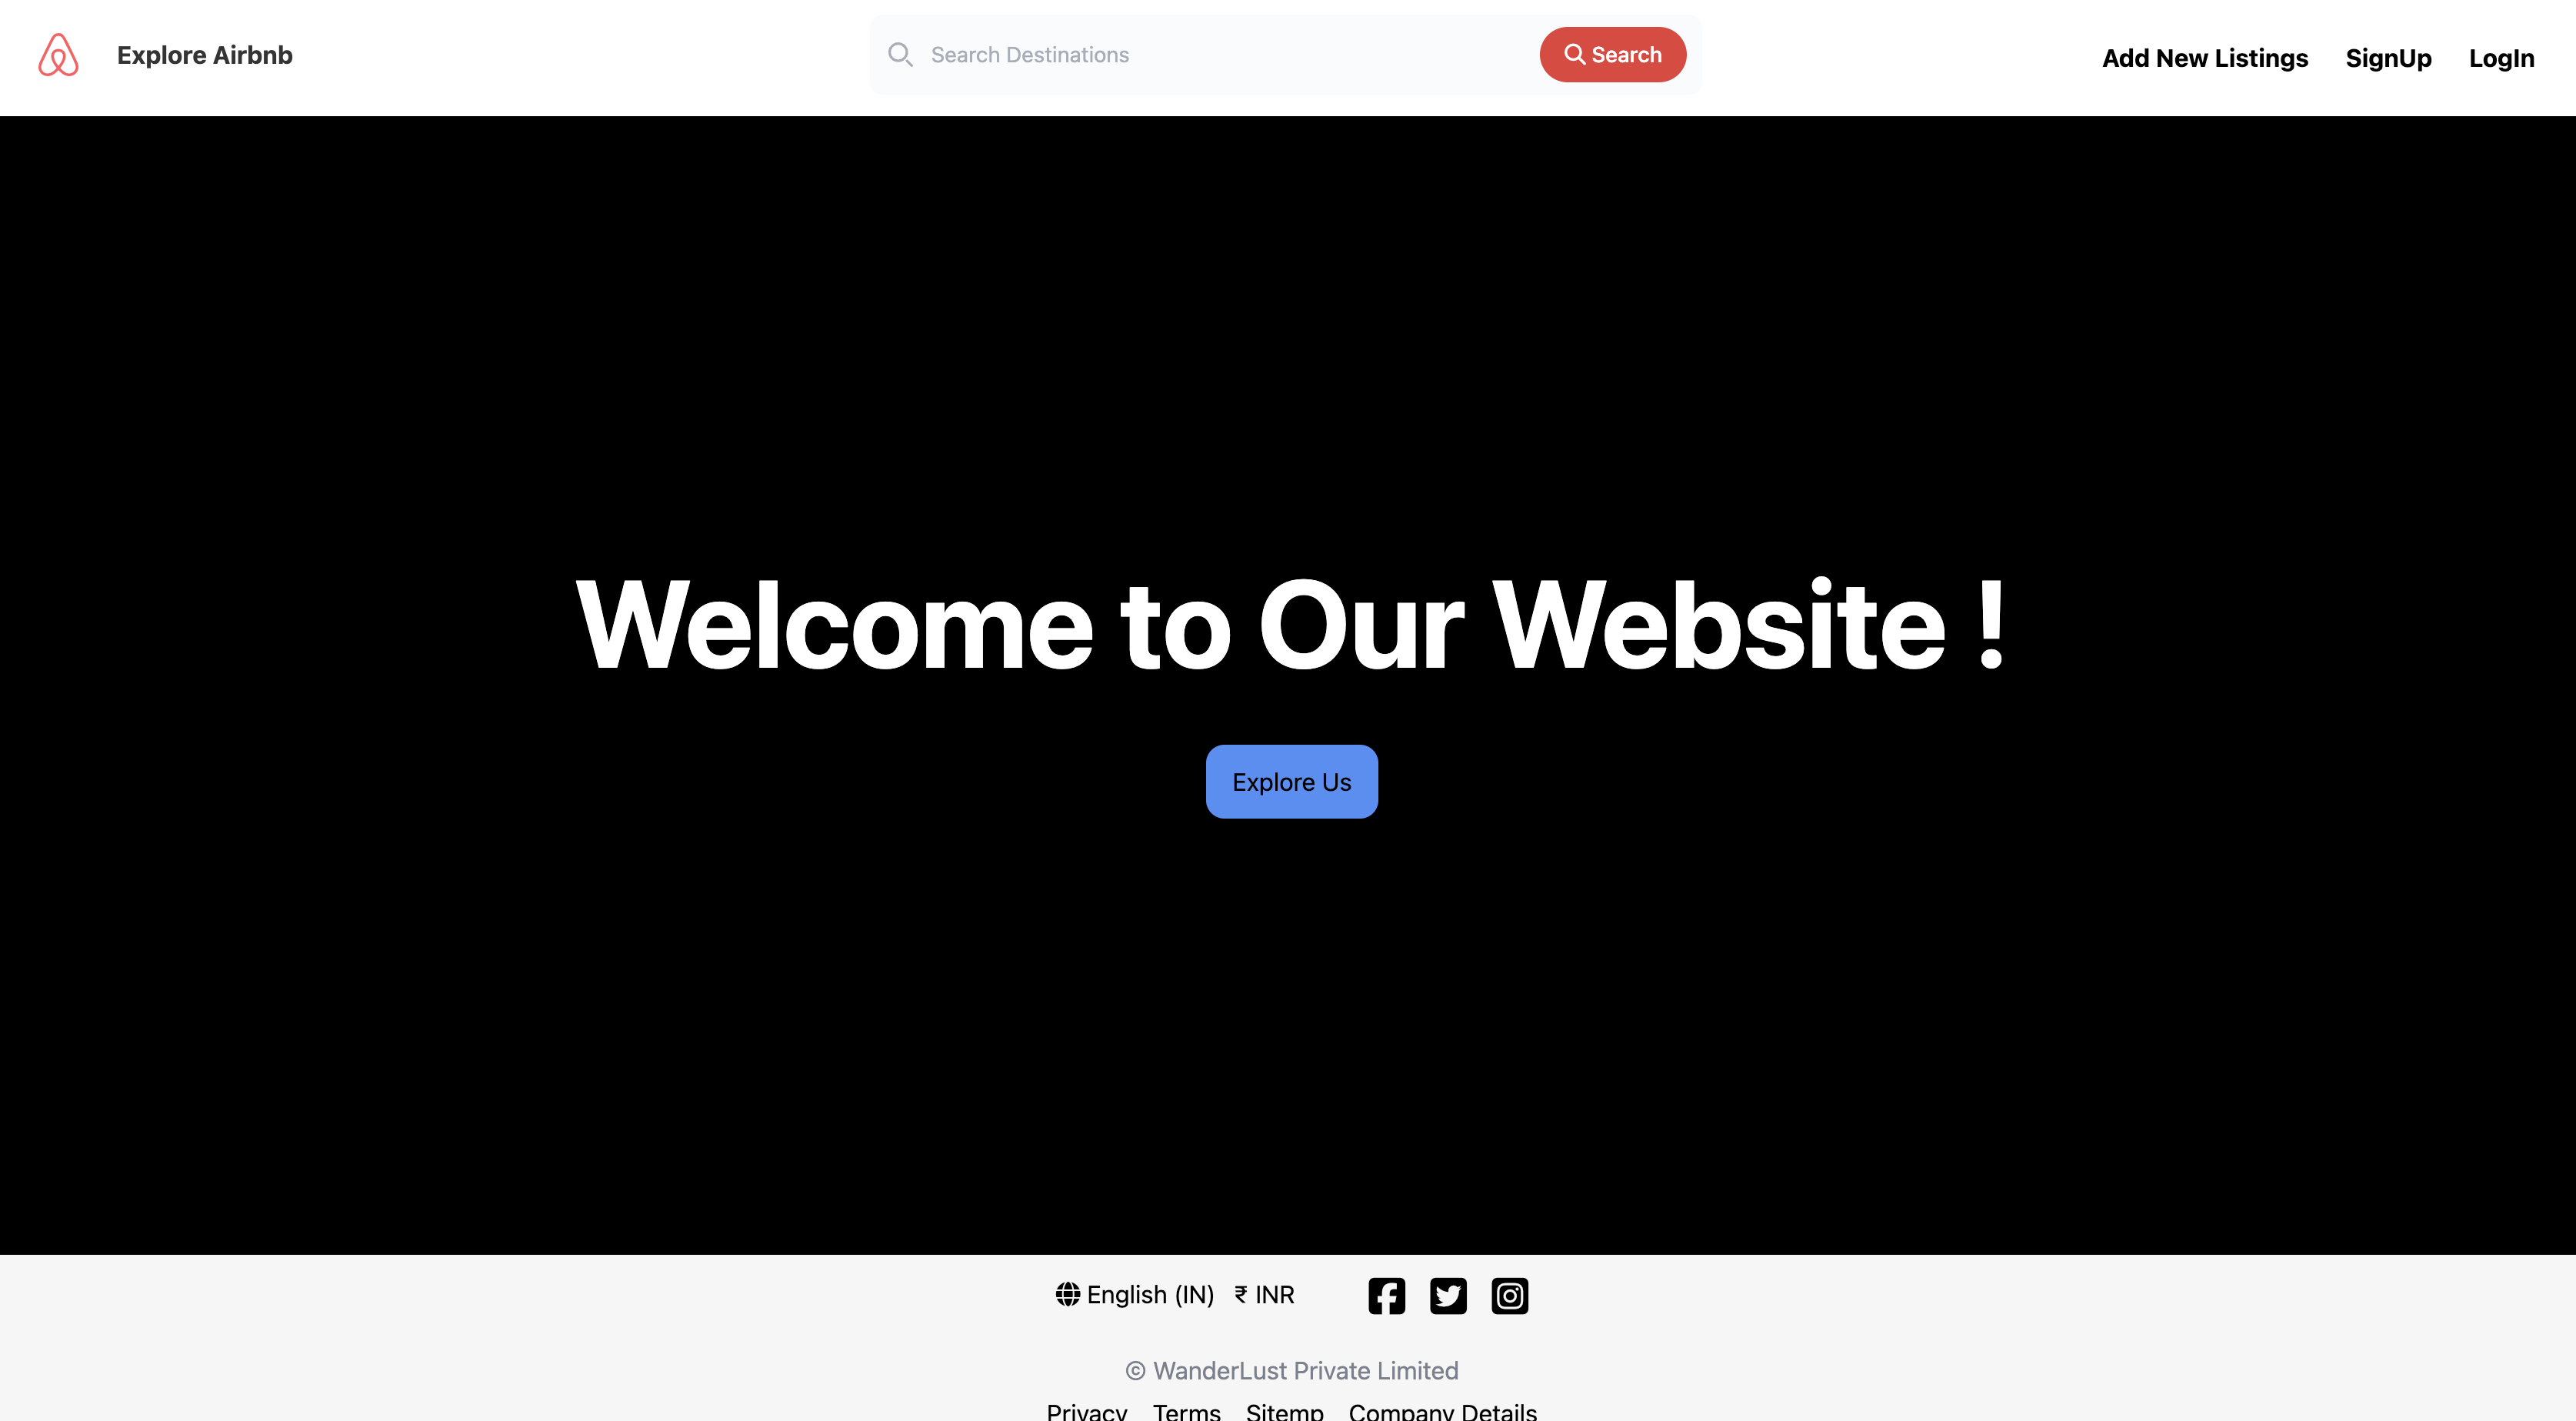 Explore Airbnb
Search Destinations
Search
Add New Listings SignUp LogIn
Welcome to Our Website !
Explore Us
English (IN) ₹ INR
© WanderLust Private Limited
Privacy Terms Sitemp Company Details